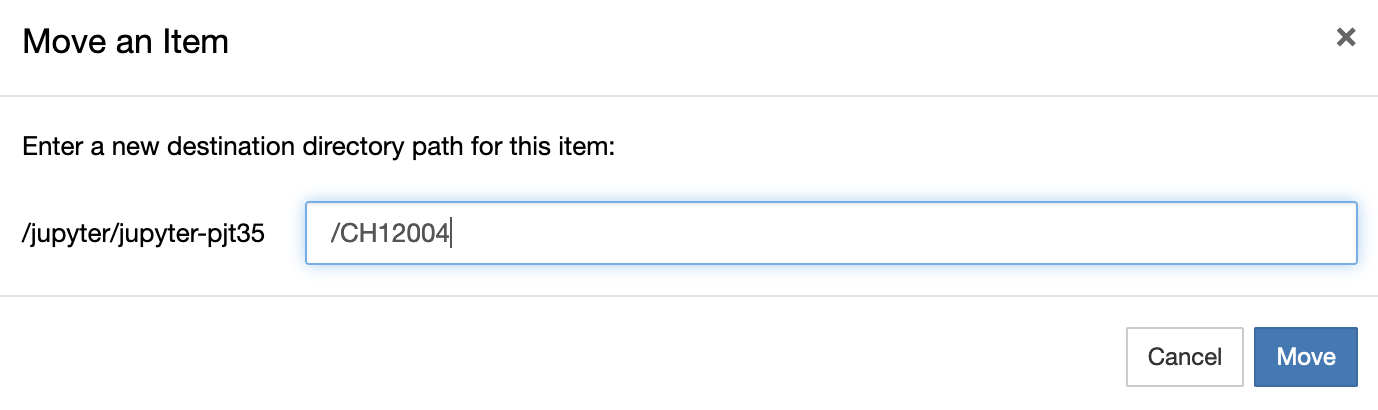 Move an Item
×
Enter a new destination directory path for this item:
/jupyter/jupyter-pjt35 /CH12004
Cancel Move